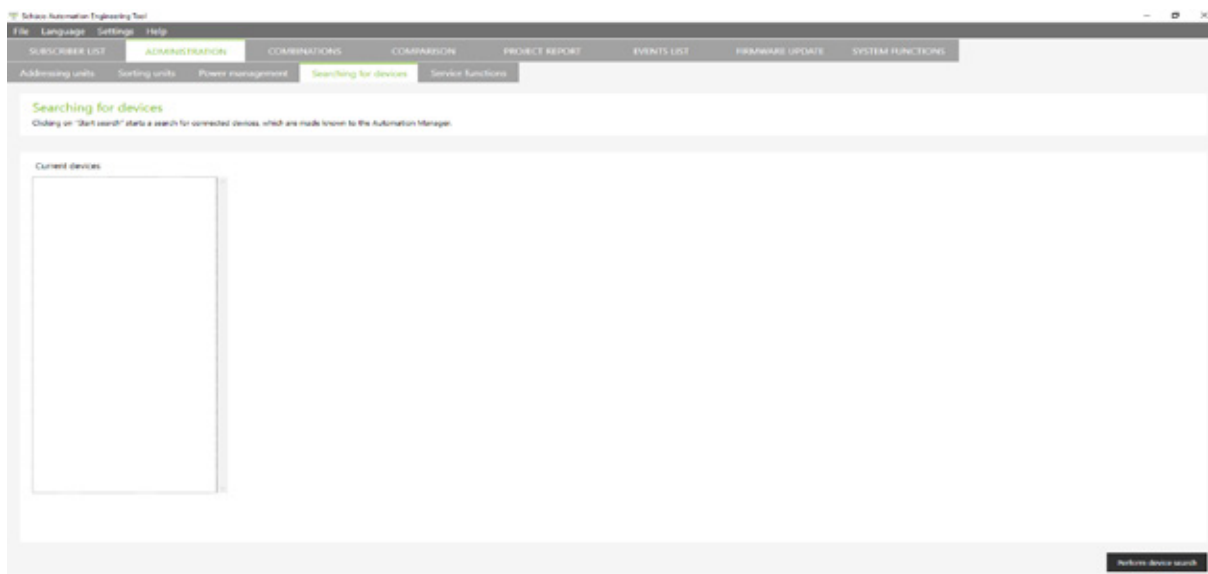 Schüco Automation Engineering Tool
File Language Settings Help
SUBSCRIBER LIST ADMINISTRATION COMBINATIONS COMPARISON PROJECT REPORT EVENTS LIST FIRMWARE UPDATE SYSTEM FUNCTIONS
Addressing units Sorting units Power management Searching for devices Service functions
Searching for devices
Clicking on "Start search" starts a search for connected devices, which are made known to the Automation Manager.
Current devices
Perform device search